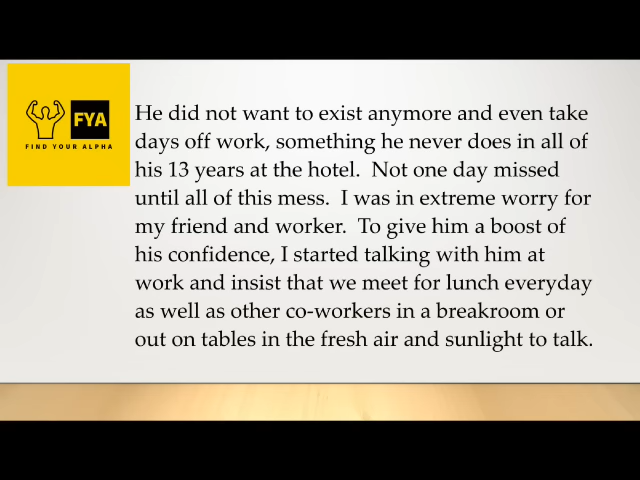 FYA
FIND YOUR ALPHA
He did not want to exist anymore and even take
days off work, something he never does in all of
his 13 years at the hotel. Not one day missed
until all of this mess. I was in extreme worry for
my friend and worker. To give him a boost of
his confidence, I started talking with him at
work and insist that we meet for lunch everyday
as well as other co-workers in a breakroom or
out on tables in the fresh air and sunlight to talk.